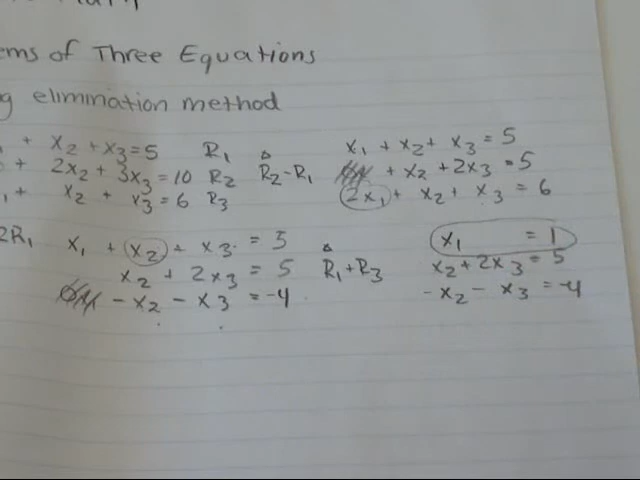 ems of Three Equations
g elimination method
+ x2 + x3 = 5 R1
+ 2x2 + 3x3 = 10 R2 R2-R1
1 + x2 + x3 = 6 R3
x1 + x2 + x3 = 5
+ x2 + 2x3 = 5
2x1 + x2 + x3 = 6
2R1 x1 + x2 + x3 = 5
x2 + 2x3 = 5 R1+R3
-x2 - x3 = -4
x1 = 1
x2 + 2x3 = 5
-x2 - x3 = -4